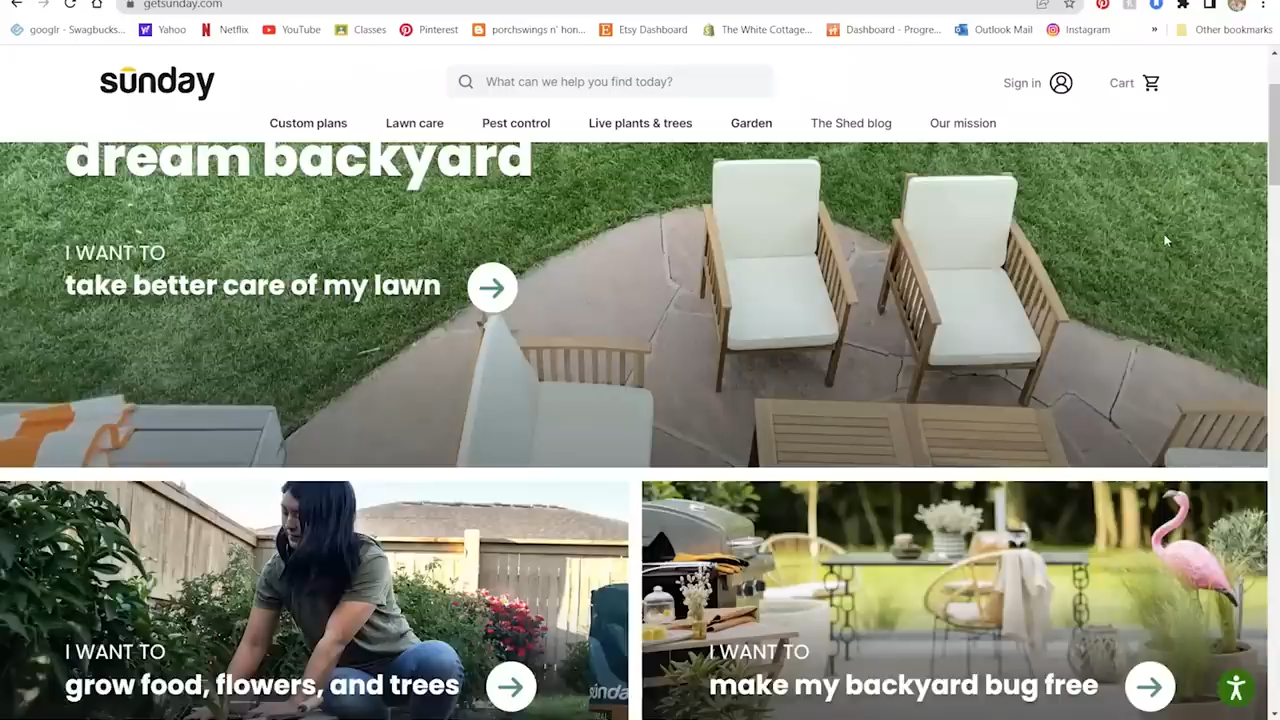 getsunday.com
googlr - Swagbucks...
Yahoo
Netflix
YouTube
Classes
Pinterest
porchswings n' hon...
Etsy Dashboard
The White Cottage...
Dashboard - Progre...
Outlook Mail
Instagram
»
Other bookmarks
sunday
What can we help you find today?
Sign in
Cart
Custom plans
Lawn care
Pest control
Live plants & trees
Garden
The Shed blog
Our mission
dream backyard
I WANT TO
take better care of my lawn
I WANT TO
grow food, flowers, and trees
sunday
I WANT TO
make my backyard bug free